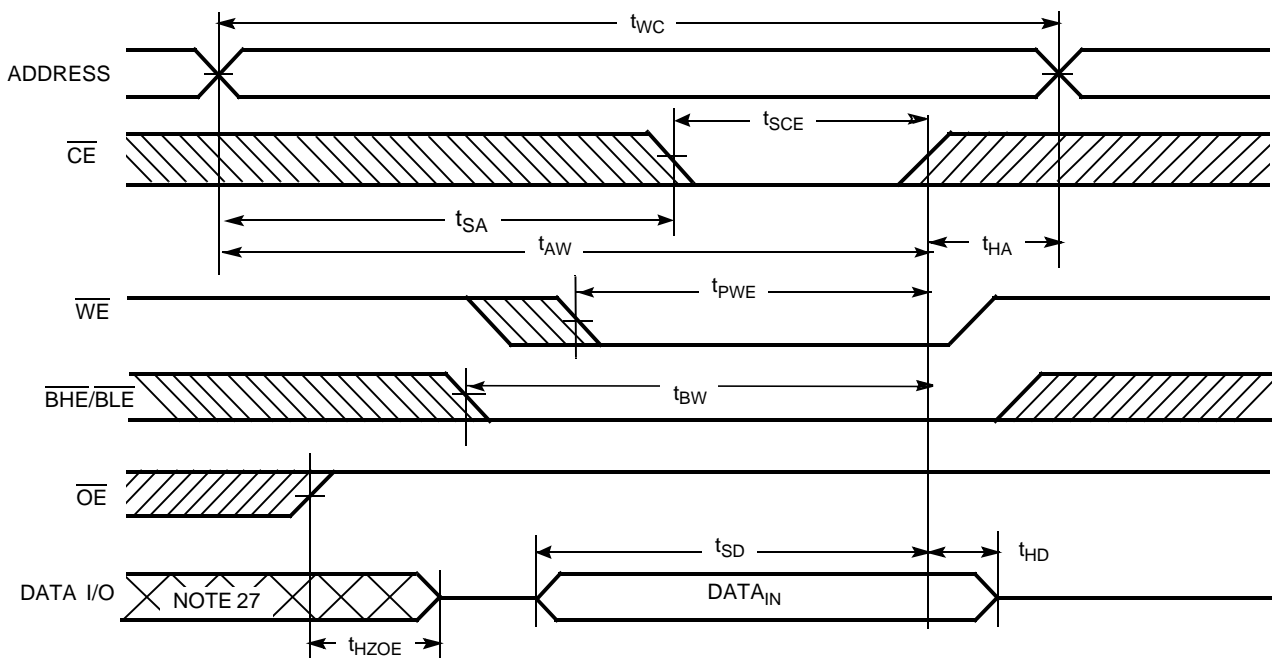 tWC
ADDRESS
tSCE
CE
tSA
tAW
tHA
tPWE
WE
BHE/BLE
tBW
OE
tSD
tHD
DATA I/O
NOTE 27
DATAIN
tHZOE